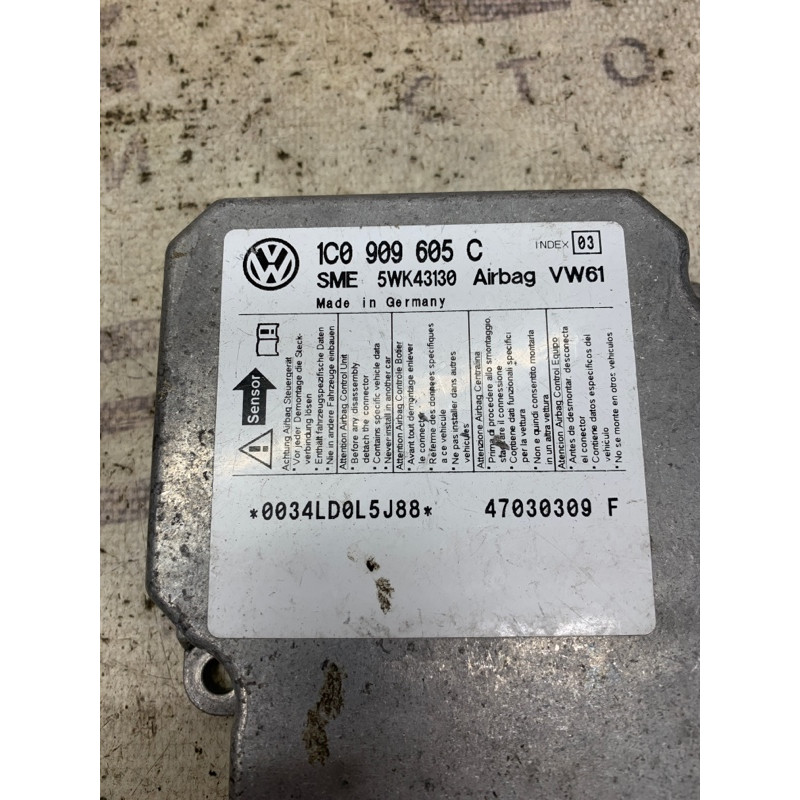 1C0 909 605 C
INDEX 03
SME 5WK43130 Airbag VW61
Made in Germany
Sensor
Achtung Airbag Steuergerät
• Vor jeder Demontage die Steck-
verbindung lösen
• Enthält fahrzeugspezifische Daten
• Nie in andere Fahrzeuge einbauen
Attention Airbag Control Unit
• Before any disassembly
detach the connector
• Contains specific vehicle data
• Never install in another car
Attention Airbag Controle Boiter
• Avant tout demontage enlever
le connecteur
• Referme des donnees specifiques
a ce vehicule
• Ne pas installer dans autres
vehicules
Attenzione Airbag Centralina
• Prima di procedere allo smontaggio
staccare il connessione
• Contiene dati funzionali specifici
per la vettura
• Non e quindi consentito montarla
in un altra vettura
Atencion Airbag Control Equipo
• Antes de desmontar, desconecta
el conector
• Contiene datos especificos del
vehiculo
• No se monte en otros vehiculos
*0034LD0L5J88* 47030309 F